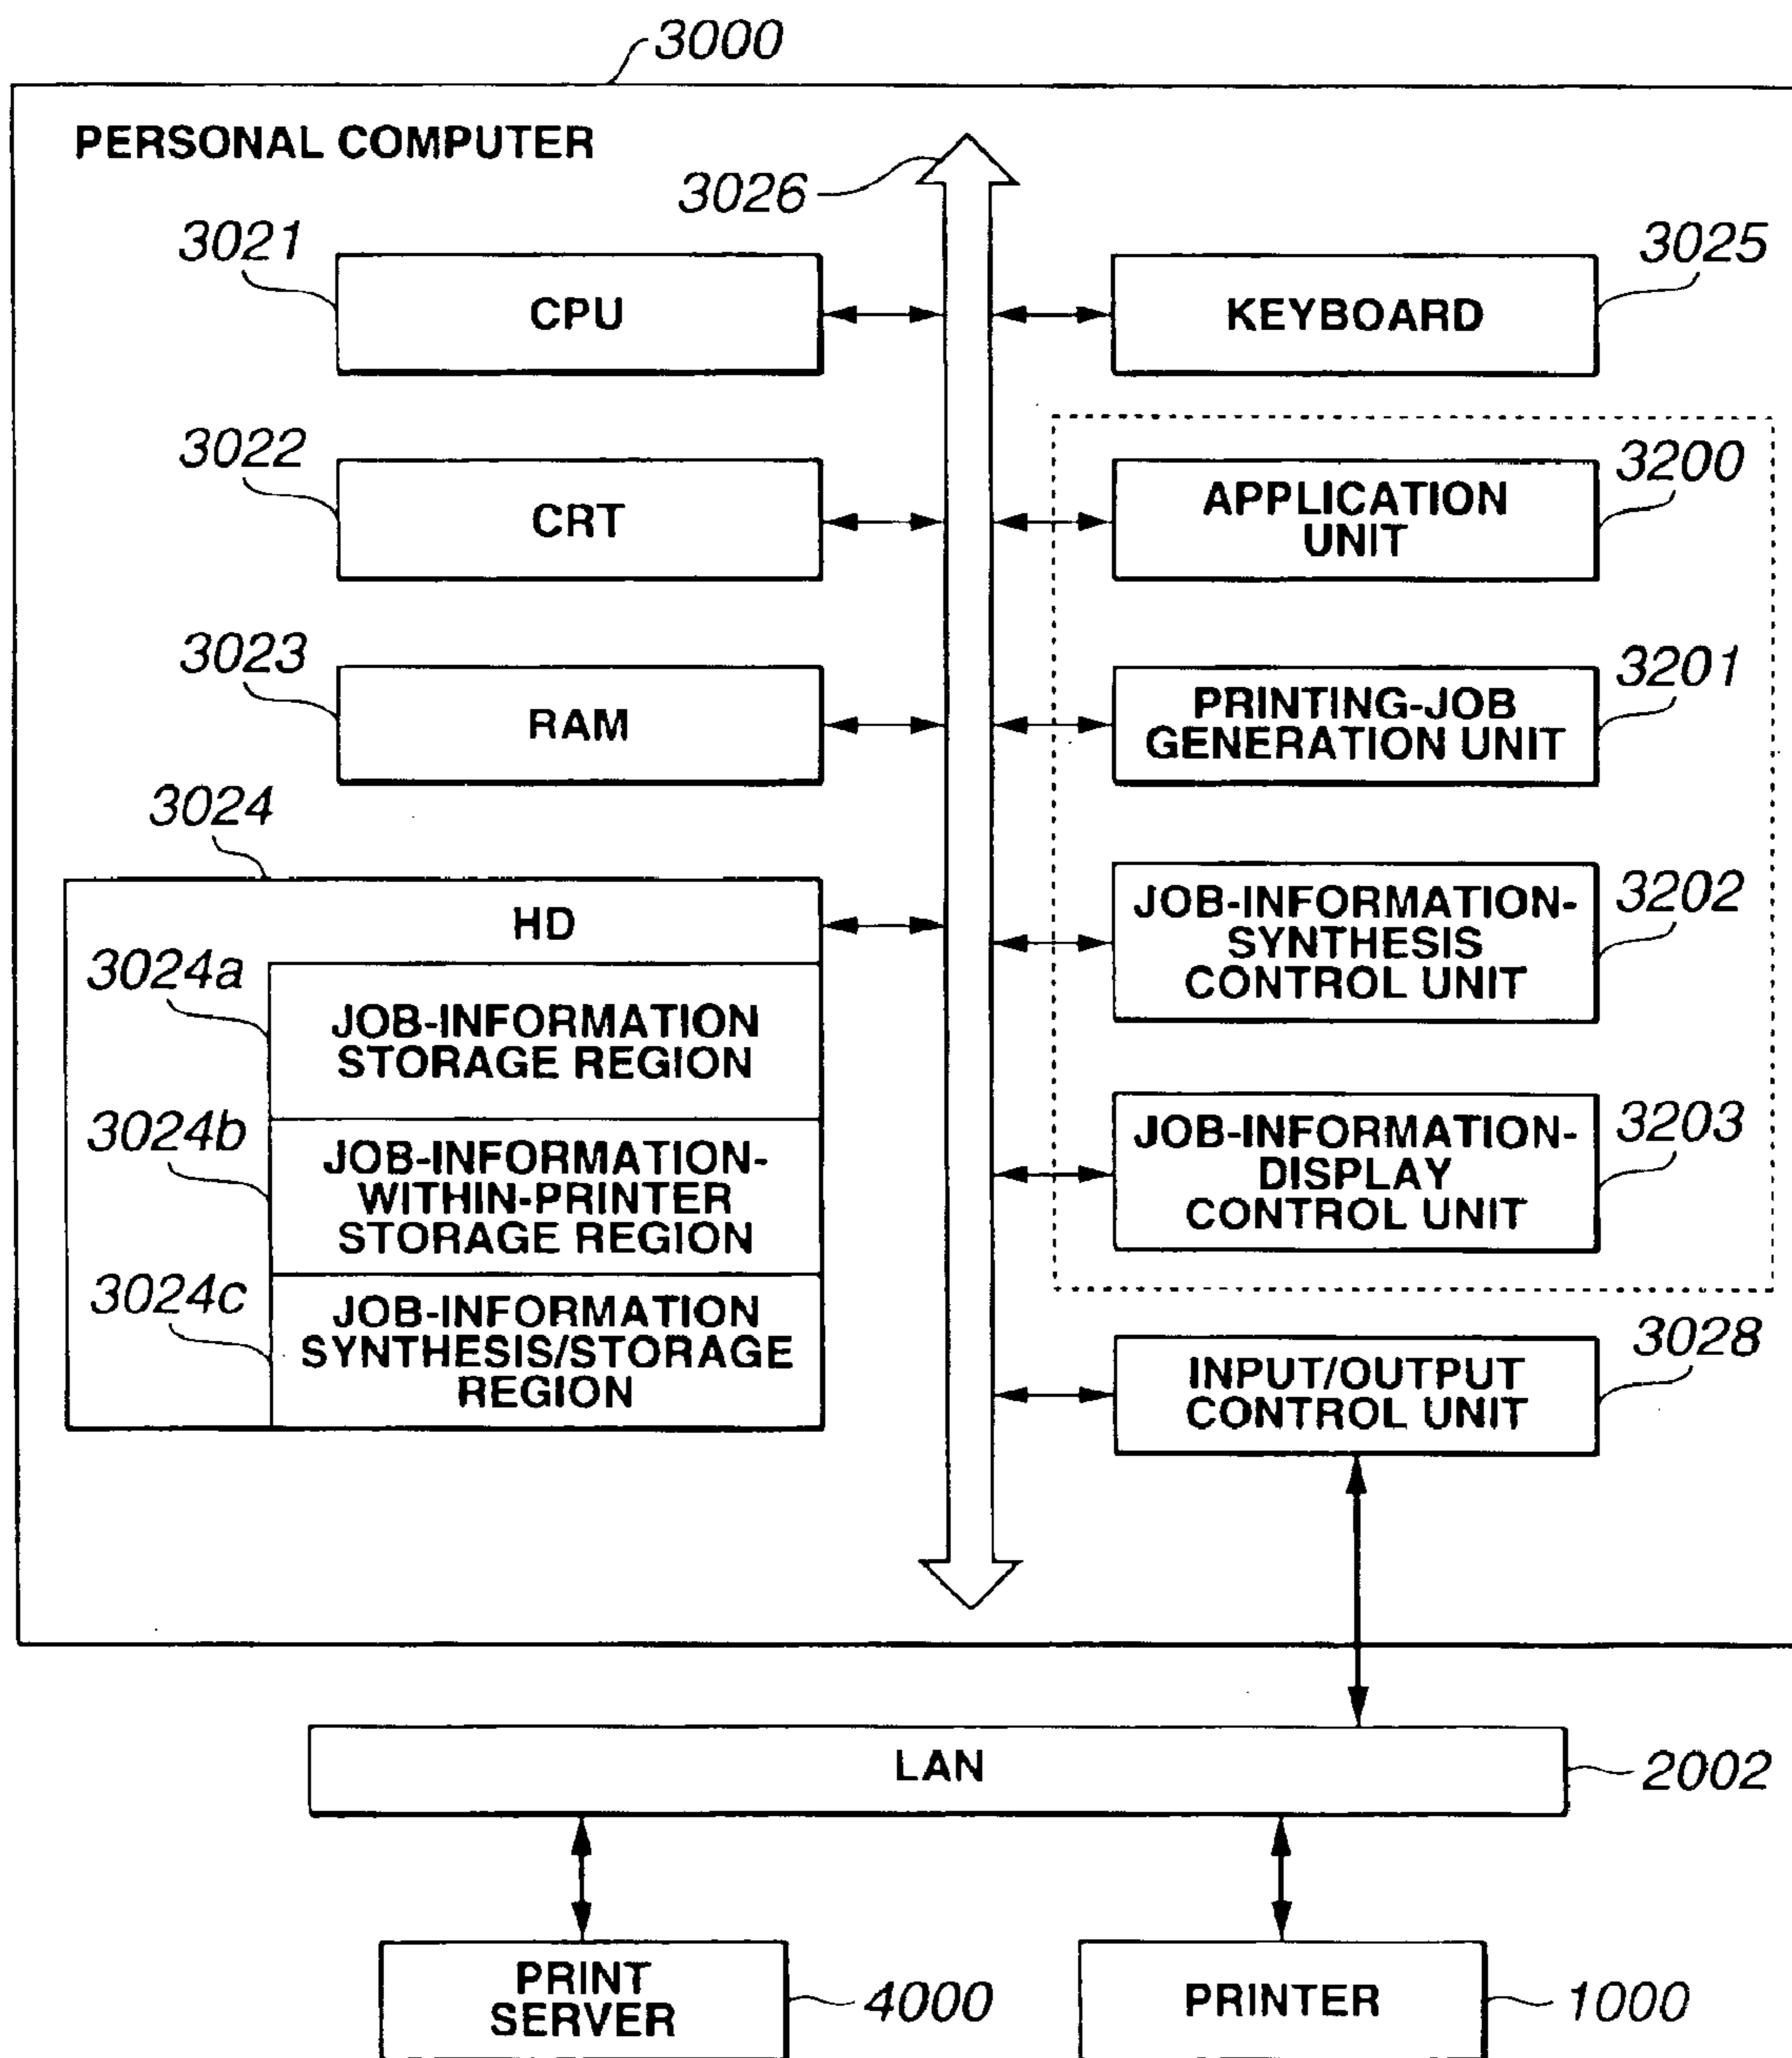 3000
PERSONAL COMPUTER
3026
3021
CPU
3025
KEYBOARD
3022
CRT
3200
APPLICATION
UNIT
3023
RAM
3201
PRINTING-JOB
GENERATION UNIT
3024
HD
3202
JOB-INFORMATION-
SYNTHESIS
CONTROL UNIT
3024a
JOB-INFORMATION
STORAGE REGION
3024b
JOB-INFORMATION-
WITHIN-PRINTER
STORAGE REGION
3203
JOB-INFORMATION-
DISPLAY
CONTROL UNIT
3024c
JOB-INFORMATION
SYNTHESIS/STORAGE
REGION
3028
INPUT/OUTPUT
CONTROL UNIT
LAN
2002
PRINT
SERVER
4000
PRINTER
1000